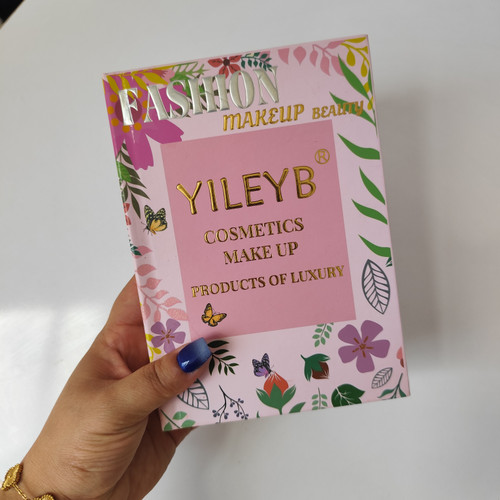 FASHION
MAKEUP BEAUTY
YILEYB®
COSMETICS
MAKE UP
PRODUCTS OF LUXURY